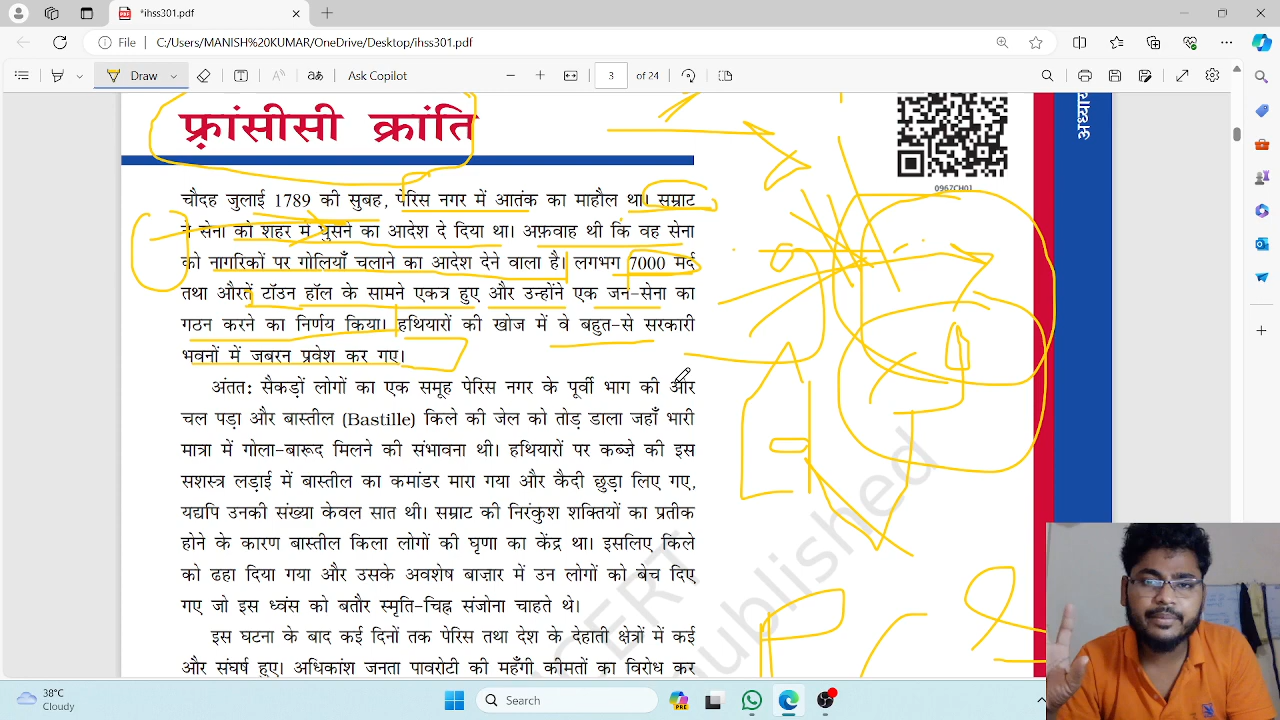 *ihss301.pdf
File
C:/Users/MANISH/Downloads/ihss301.pdf
Draw
Ask Copilot
3
of 24
फ़्रांसीसी क्रांति
0967CH01
चौदह जुलाई 1789 की सुबह, पेरिस नगर में आतंक का माहौल था। सम्राट
ने सेना को शहर में घुसने का आदेश दे दिया था। अफ़वाह थी कि वह सेना
को नागरिकों पर गोलियाँ चलाने का आदेश देने वाला है। लगभग 7000 मर्द
तथा औरतें टॉउन हॉल के सामने एकत्र हुए और उन्होंने एक जन-सेना का
गठन करने का निर्णय किया। हथियारों की खोज में वे बहुत-से सरकारी
भवनों में जबरन प्रवेश कर गए।
अंतत: सैकड़ों लोगों का एक समूह पेरिस नगर के पूर्वी भाग की ओर
चल पड़ा और बास्तील (Bastille) किले की जेल को तोड़ डाला जहाँ भारी
मात्रा में गोला-बारूद मिलने की संभावना थी। हथियारों पर कब्ज़े की इस
सशस्त्र लड़ाई में बास्तील का कमांडर मारा गया और कैदी छुड़ा लिए गए,
यद्यपि उनकी संख्या केवल सात थी। सम्राट की निरंकुश शक्तियों का प्रतीक
होने के कारण बास्तील किला लोगों की घृणा का केंद्र था। इसलिए किले
को ढहा दिया गया और उसके अवशेष बाज़ार में उन लोगों को बेच दिए
गए जो इस ध्वंस को बतौर स्मृति-चिह्न संजोना चाहते थे।
इस घटना के बाद कई दिनों तक पेरिस तथा देश के देहाती क्षेत्रों में कई
और संघर्ष हुए। अधिकांश जनता पावरोटी की महँगी कीमतों का विरोध कर
published
38°C
Cloudy
Search